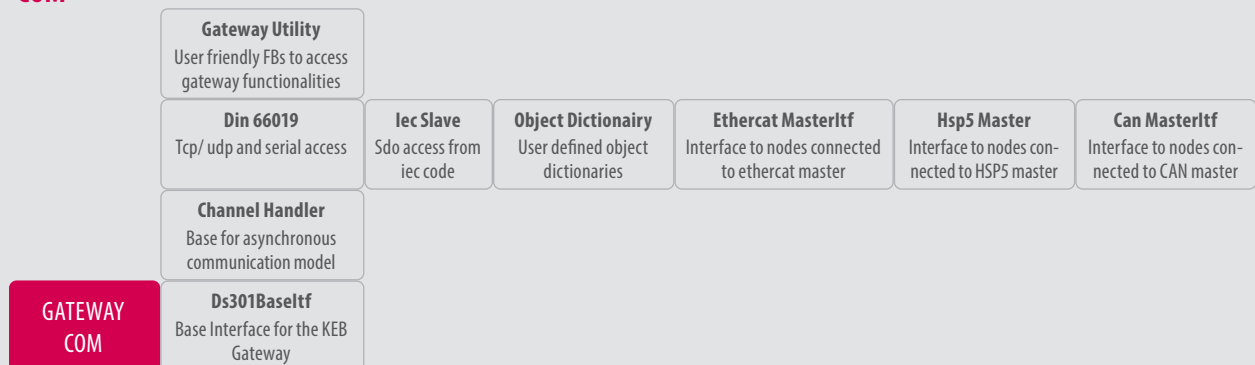 COM
Gateway Utility
User friendly FBs to access
gateway functionalities
Din 66019
Tcp/ udp and serial access
Iec Slave
Sdo access from
iec code
Object Dictionairy
User defined object
dictionaries
Ethercat MasterItf
Interface to nodes connected
to ethercat master
Hsp5 Master
Interface to nodes con-
nected to HSP5 master
Can MasterItf
Interface to nodes con-
nected to CAN master
Channel Handler
Base for asynchronous
communication model
GATEWAY
COM
Ds301BaseItf
Base Interface for the KEB
Gateway